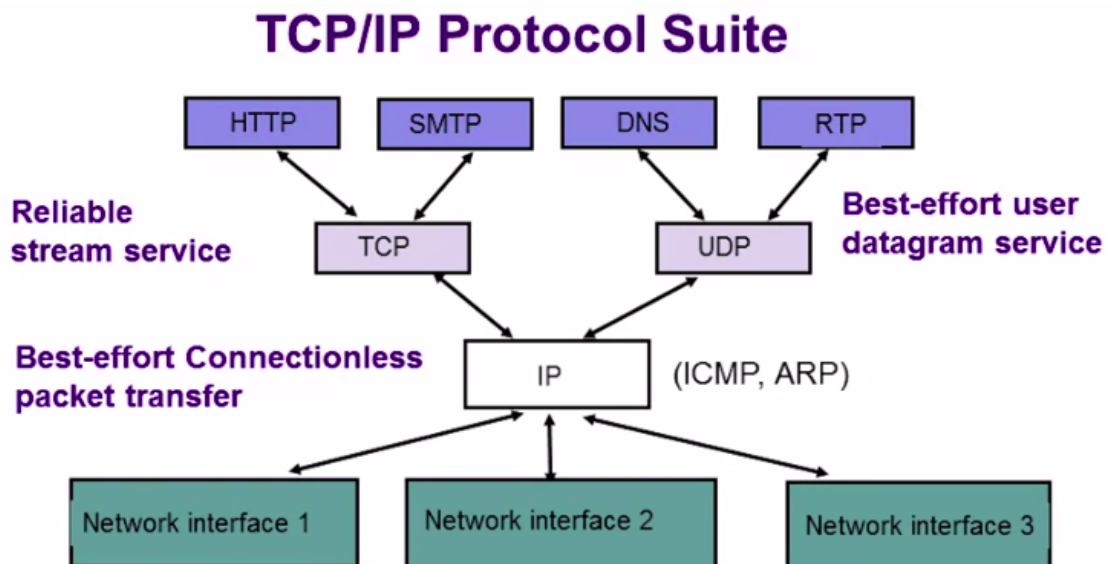 TCP/IP Protocol Suite
HTTP
SMTP
DNS
RTP
Reliable
stream service
TCP
UDP
Best-effort user
datagram service
Best-effort Connectionless
packet transfer
IP
(ICMP, ARP)
Network interface 1
Network interface 2
Network interface 3